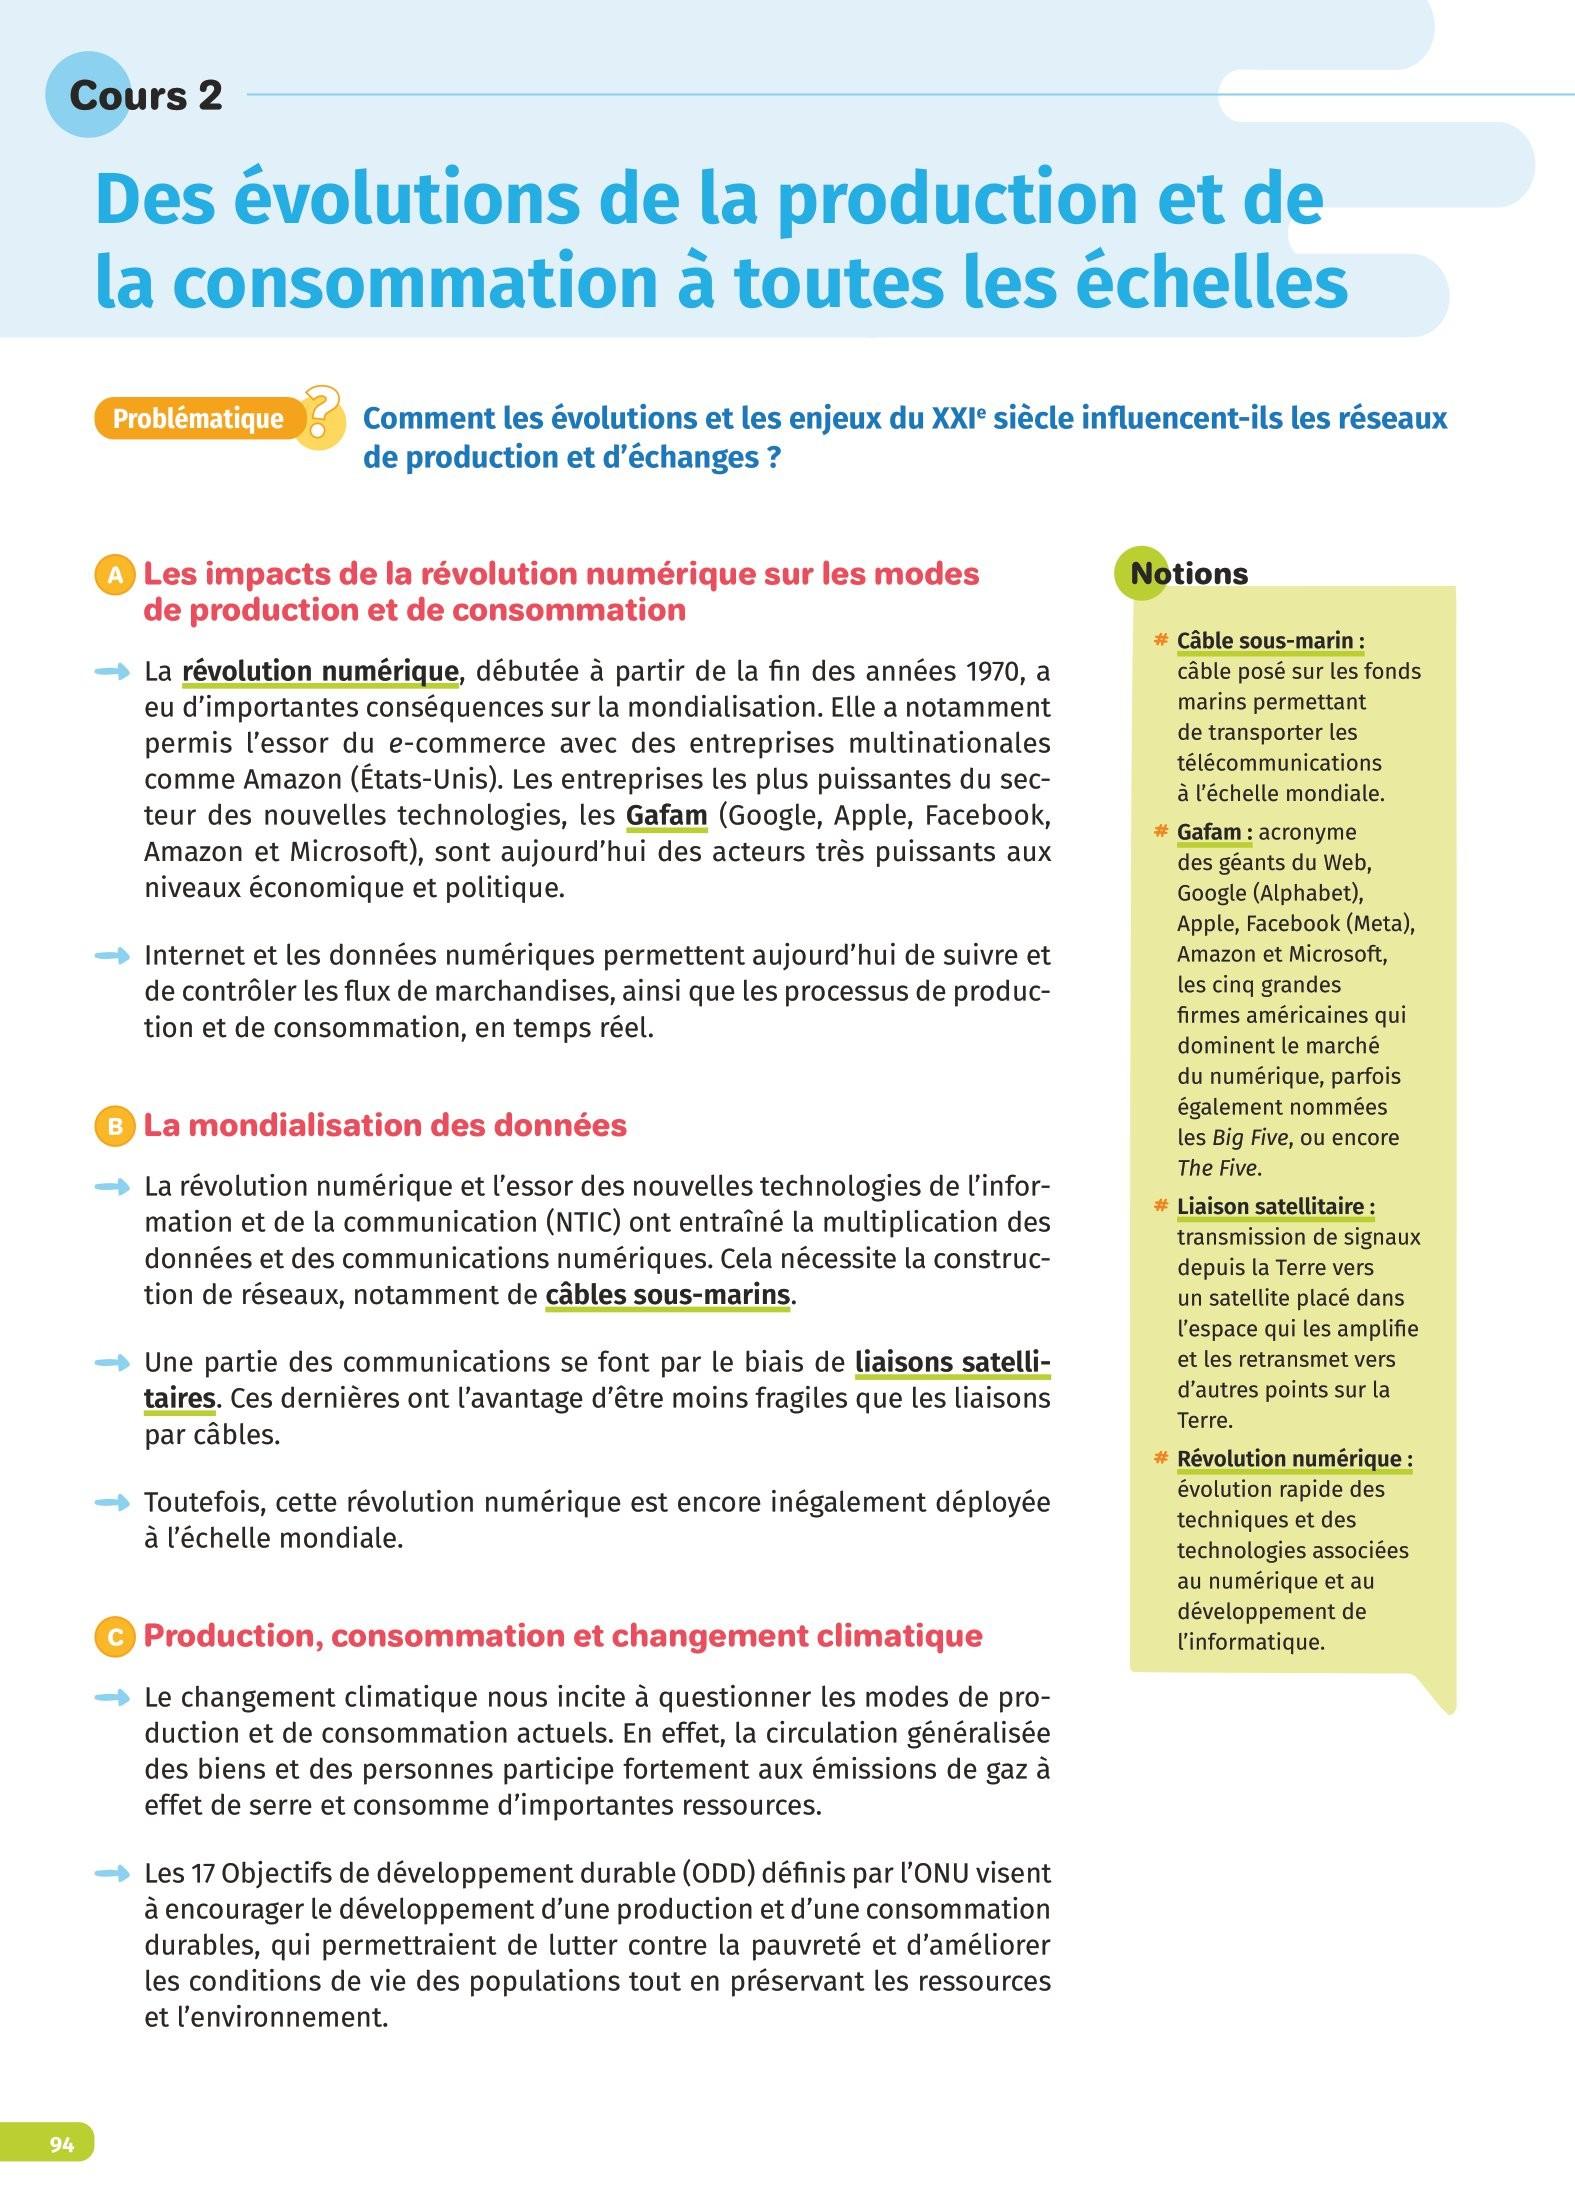 Cours 2
Des évolutions de la production et de
la consommation à toutes les échelles
Problématique ?
Comment les évolutions et les enjeux du XXIe siècle influencent-ils les réseaux
de production et d’échanges ?
A Les impacts de la révolution numérique sur les modes
de production et de consommation
La révolution numérique, débutée à partir de la fin des années 1970, a
eu d’importantes conséquences sur la mondialisation. Elle a notamment
permis l’essor du e-commerce avec des entreprises multinationales
comme Amazon (États-Unis). Les entreprises les plus puissantes du sec-
teur des nouvelles technologies, les Gafam (Google, Apple, Facebook,
Amazon et Microsoft), sont aujourd’hui des acteurs très puissants aux
niveaux économique et politique.
Internet et les données numériques permettent aujourd’hui de suivre et
de contrôler les flux de marchandises, ainsi que les processus de produc-
tion et de consommation, en temps réel.
B La mondialisation des données
La révolution numérique et l’essor des nouvelles technologies de l’infor-
mation et de la communication (NTIC) ont entraîné la multiplication des
données et des communications numériques. Cela nécessite la construc-
tion de réseaux, notamment de câbles sous-marins.
Une partie des communications se font par le biais de liaisons satelli-
taires. Ces dernières ont l’avantage d’être moins fragiles que les liaisons
par câbles.
Toutefois, cette révolution numérique est encore inégalement déployée
à l’échelle mondiale.
C Production, consommation et changement climatique
Le changement climatique nous incite à questionner les modes de pro-
duction et de consommation actuels. En effet, la circulation généralisée
des biens et des personnes participe fortement aux émissions de gaz à
effet de serre et consomme d’importantes ressources.
Les 17 Objectifs de développement durable (ODD) définis par l’ONU visent
à encourager le développement d’une production et d’une consommation
durables, qui permettraient de lutter contre la pauvreté et d’améliorer
les conditions de vie des populations tout en préservant les ressources
et l’environnement.
Notions
# Câble sous-marin :
câble posé sur les fonds
marins permettant
de transporter les
télécommunications
à l’échelle mondiale.
# Gafam : acronyme
des géants du Web,
Google (Alphabet),
Apple, Facebook (Meta),
Amazon et Microsoft,
les cinq grandes
firmes américaines qui
dominent le marché
du numérique, parfois
également nommées
les Big Five, ou encore
The Five.
# Liaison satellitaire :
transmission de signaux
depuis la Terre vers
un satellite placé dans
l’espace qui les amplifie
et les retransmet vers
d’autres points sur la
Terre.
# Révolution numérique :
évolution rapide des
techniques et des
technologies associées
au numérique et au
développement de
l’informatique.
94